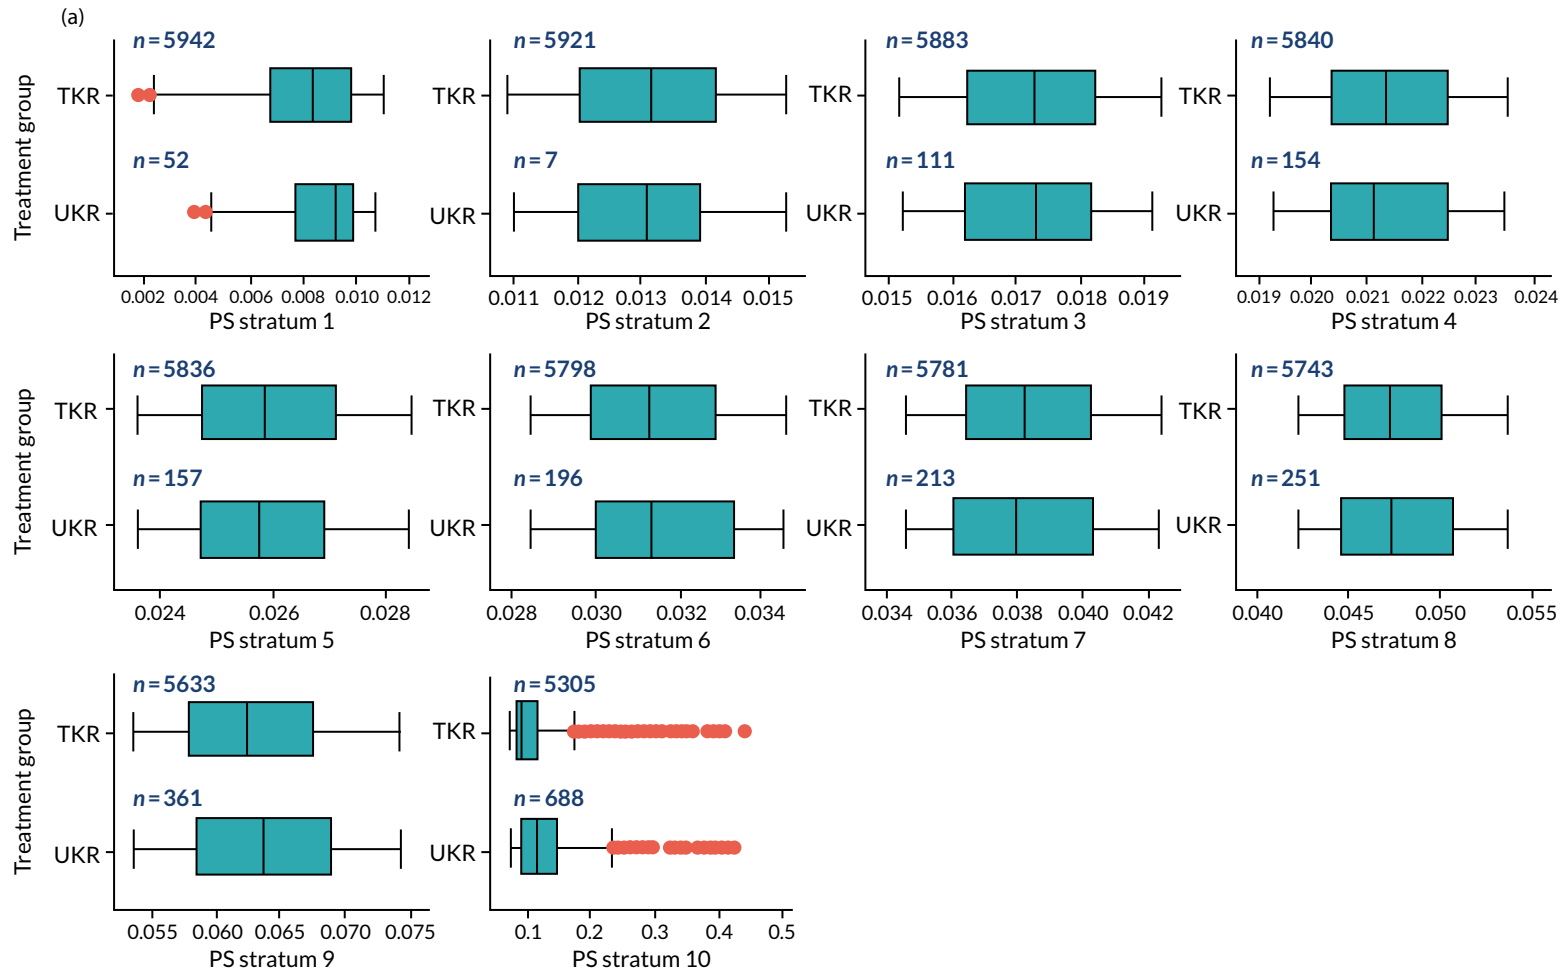 (a)
Treatment group
n=5942
TKR
n=52
UKR
0.002 0.004 0.006 0.008 0.010 0.012
PS stratum 1
n=5921
TKR
n=7
UKR
0.011 0.012 0.013 0.014 0.015
PS stratum 2
n=5883
TKR
n=111
UKR
0.015 0.016 0.017 0.018 0.019
PS stratum 3
n=5840
TKR
n=154
UKR
0.019 0.020 0.021 0.022 0.023 0.024
PS stratum 4
Treatment group
n=5836
TKR
n=157
UKR
0.024 0.026 0.028
PS stratum 5
n=5798
TKR
n=196
UKR
0.028 0.030 0.032 0.034
PS stratum 6
n=5781
TKR
n=213
UKR
0.034 0.036 0.038 0.040 0.042
PS stratum 7
n=5743
TKR
n=251
UKR
0.040 0.045 0.050 0.055
PS stratum 8
Treatment group
n=5633
TKR
n=361
UKR
0.055 0.060 0.065 0.070 0.075
PS stratum 9
n=5305
TKR
n=688
UKR
0.1 0.2 0.3 0.4 0.5
PS stratum 10